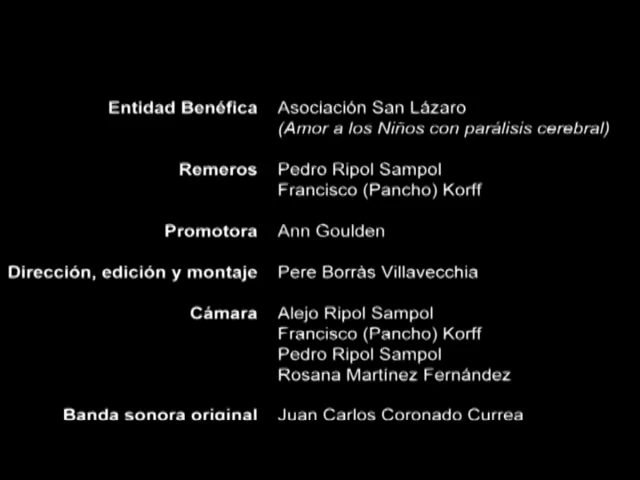 Entidad Benéfica Asociación San Lázaro
(Amor a los Niños con parálisis cerebral)
Remeros Pedro Ripol Sampol
Francisco (Pancho) Korff
Promotora Ann Goulden
Dirección, edición y montaje Pere Borràs Villavecchia
Cámara Alejo Ripol Sampol
Francisco (Pancho) Korff
Pedro Ripol Sampol
Rosana Martínez Fernández
Banda sonora original Juan Carlos Coronado Currea